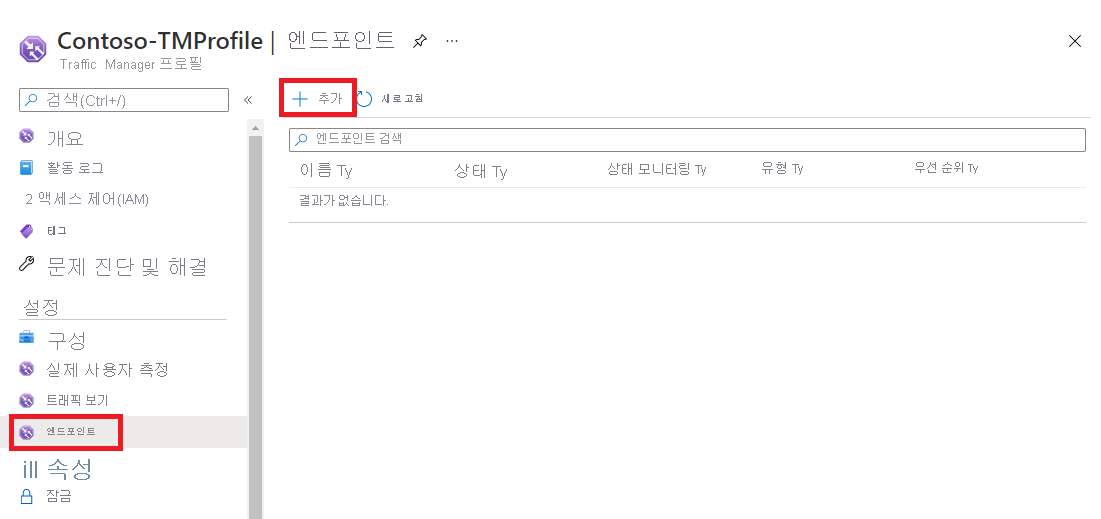 Contoso-TMProfile | 엔드포인트 ...
Traffic Manager 프로필
검색(Ctrl+/) «
개요
활동 로그
2 액세스 제어(IAM)
태그
문제 진단 및 해결
설정
구성
실제 사용자 측정
트래픽 보기
엔드포인트
ill 속성
잠금
+ 추가 새로 고침
엔드포인트 검색
이름 Ty 상태 Ty 상태 모니터링 Ty 유형 Ty 우선 순위 Ty
결과가 없습니다.